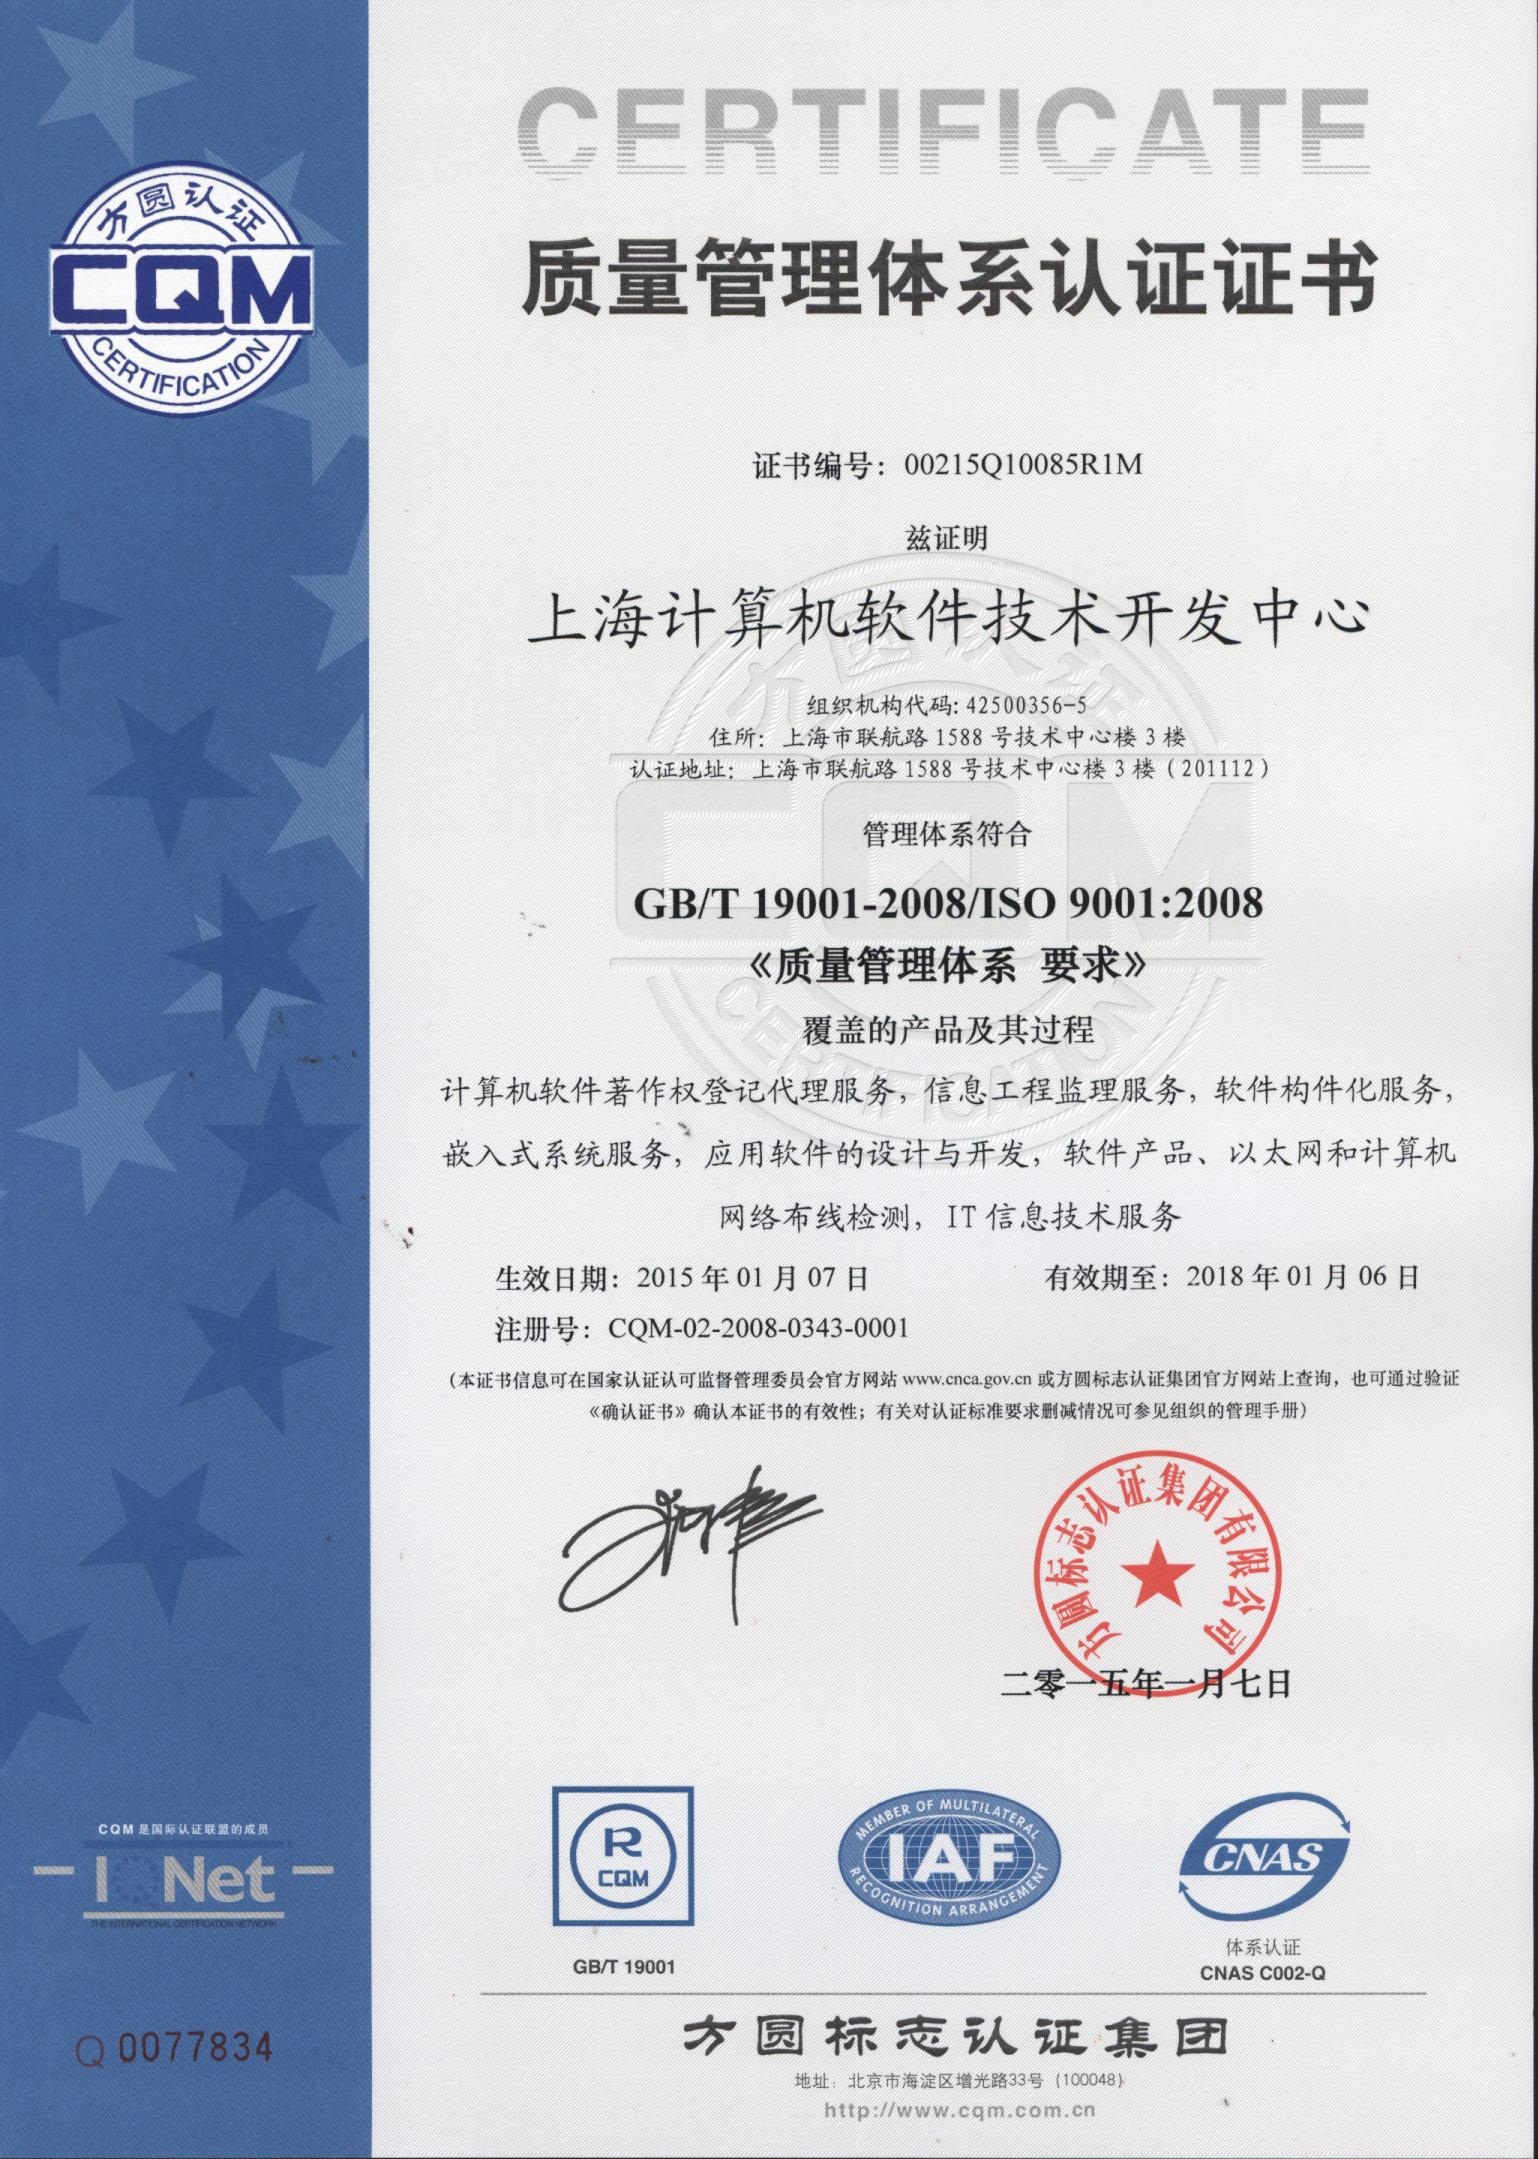 CERTIFICATE
方圆认证
CQM
CERTIFICATION
质量管理体系认证证书
证书编号：00215Q10085R1M
兹证明
上海计算机软件技术开发中心
组织机构代码: 42500356-5
住所：上海市联航路 1588 号技术中心楼 3 楼
认证地址：上海市联航路 1588 号技术中心楼 3 楼（201112）
管理体系符合
GB/T 19001-2008/ISO 9001:2008
《质量管理体系 要求》
覆盖的产品及其过程
计算机软件著作权登记代理服务，信息工程监理服务，软件构件化服务，
嵌入式系统服务，应用软件的设计与开发，软件产品、以太网和计算机
网络布线检测，IT 信息技术服务
生效日期：2015 年 01 月 07 日 有效期至：2018 年 01 月 06 日
注册号：CQM-02-2008-0343-0001
（本证书信息可在国家认证认可监督管理委员会官方网站 www.cnca.gov.cn 或方圆标志认证集团官方网站上查询，也可通过验证
《确认证书》确认本证书的有效性；有关对认证标准要求删减情况可参见组织的管理手册）
方圆标志认证集团有限公司
二零一五年一月七日
CQM 是国际认证联盟的成员
IQNet
THE INTERNATIONAL CERTIFICATION NETWORK
R
CQM
GB/T 19001
MEMBER OF MULTILATERAL
IAF
RECOGNITION ARRANGEMENT
CNAS
体系认证
CNAS C002-Q
Q 0077834
方圆标志认证集团
地址：北京市海淀区增光路33号 (100048)
http://www.cqm.com.cn